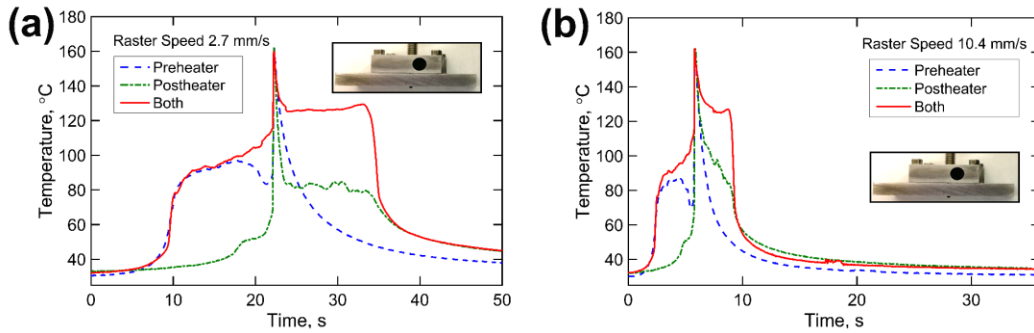 (a)
Temperature, °C
180
160
140
120
100
80
60
40
Raster Speed 2.7 mm/s
Preheater
Postheater
Both
0
10
20
30
40
50
Time, s
(b)
Temperature, °C
180
160
140
120
100
80
60
40
Raster Speed 10.4 mm/s
Preheater
Postheater
Both
0
10
20
30
Time, s